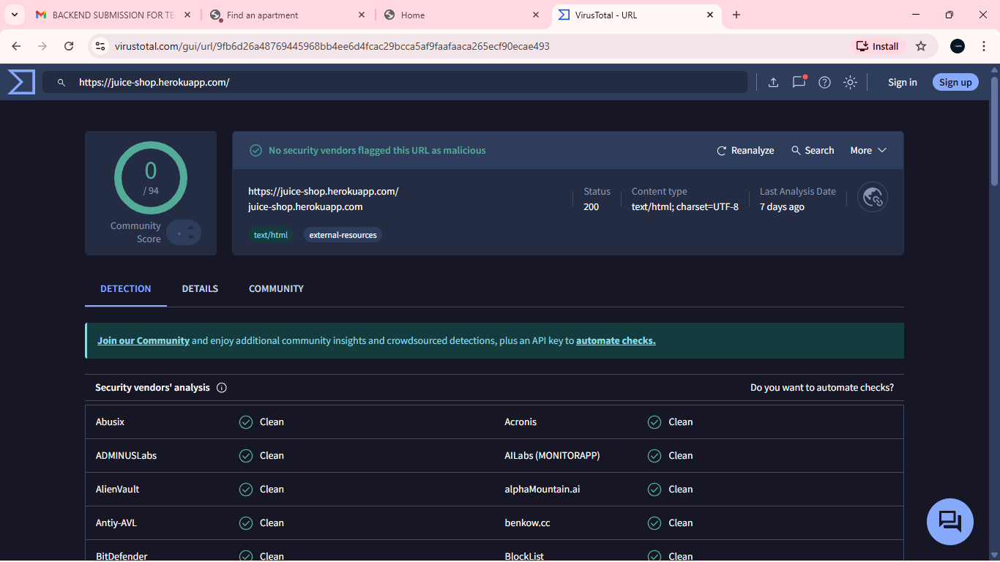 BACKEND SUBMISSION FOR TE
Find an apartment
Home
VirusTotal - URL
virustotal.com/gui/url/9fb6d26a48769445968bb4ee6d4fcac29bcca5af9faafaaca265ecf90ecae493
Install
https://juice-shop.herokuapp.com/
Sign in
Sign up
0
/ 94
Community
Score
No security vendors flagged this URL as malicious
Reanalyze
Search
More
https://juice-shop.herokuapp.com/
juice-shop.herokuapp.com
text/html
external-resources
Status
200
Content type
text/html; charset=UTF-8
Last Analysis Date
7 days ago
DETECTION
DETAILS
COMMUNITY
Join our Community and enjoy additional community insights and crowdsourced detections, plus an API key to automate checks.
Security vendors' analysis
Do you want to automate checks?
Abusix Clean Acronis Clean
ADMINUSLabs Clean AILabs (MONITORAPP) Clean
AlienVault Clean alphaMountain.ai Clean
Antiy-AVL Clean benkow.cc Clean
BitDefender Clean BlockList Clean